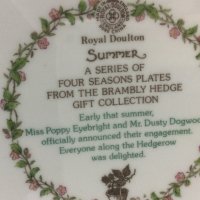 Royal Doulton
SUMMER
A SERIES OF
FOUR SEASONS PLATES
FROM THE BRAMBLY HEDGE
GIFT COLLECTION
Early that summer,
Miss Poppy Eyebright and Mr. Dusty Dogwoo
officially announced their engagement.
Everyone along the Hedgerow
was delighted.